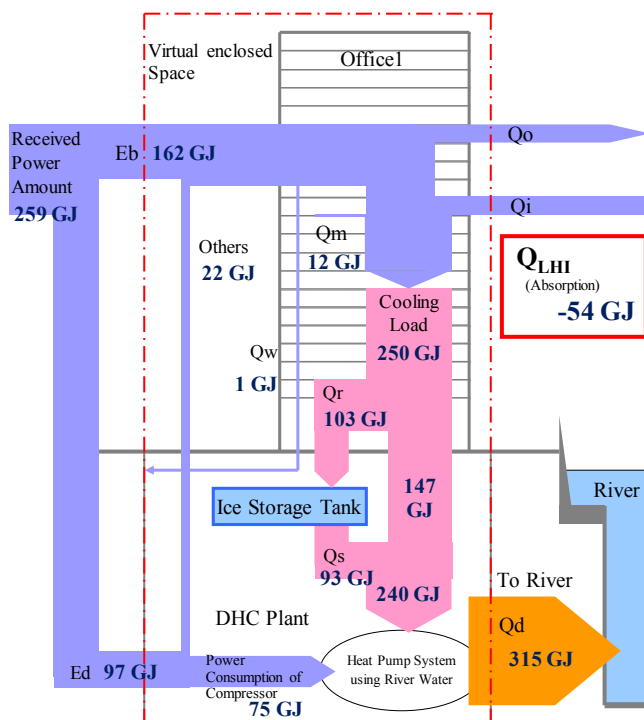 Virtual enclosed
Space
Office1
Received
Power
Amount
259 GJ
Eb 162 GJ
Qo
Qi
Others
22 GJ
Qm
12 GJ
QLHI
(Absorption)
-54 GJ
Cooling
Load
250 GJ
Qw
1 GJ
Qr
103 GJ
147
GJ
River
Ice Storage Tank
Qs
93 GJ
240 GJ
To River
DHC Plant
Qd
315 GJ
Ed 97 GJ
Power
Consumption of
Compressor
75 GJ
Heat Pump System
using River Water